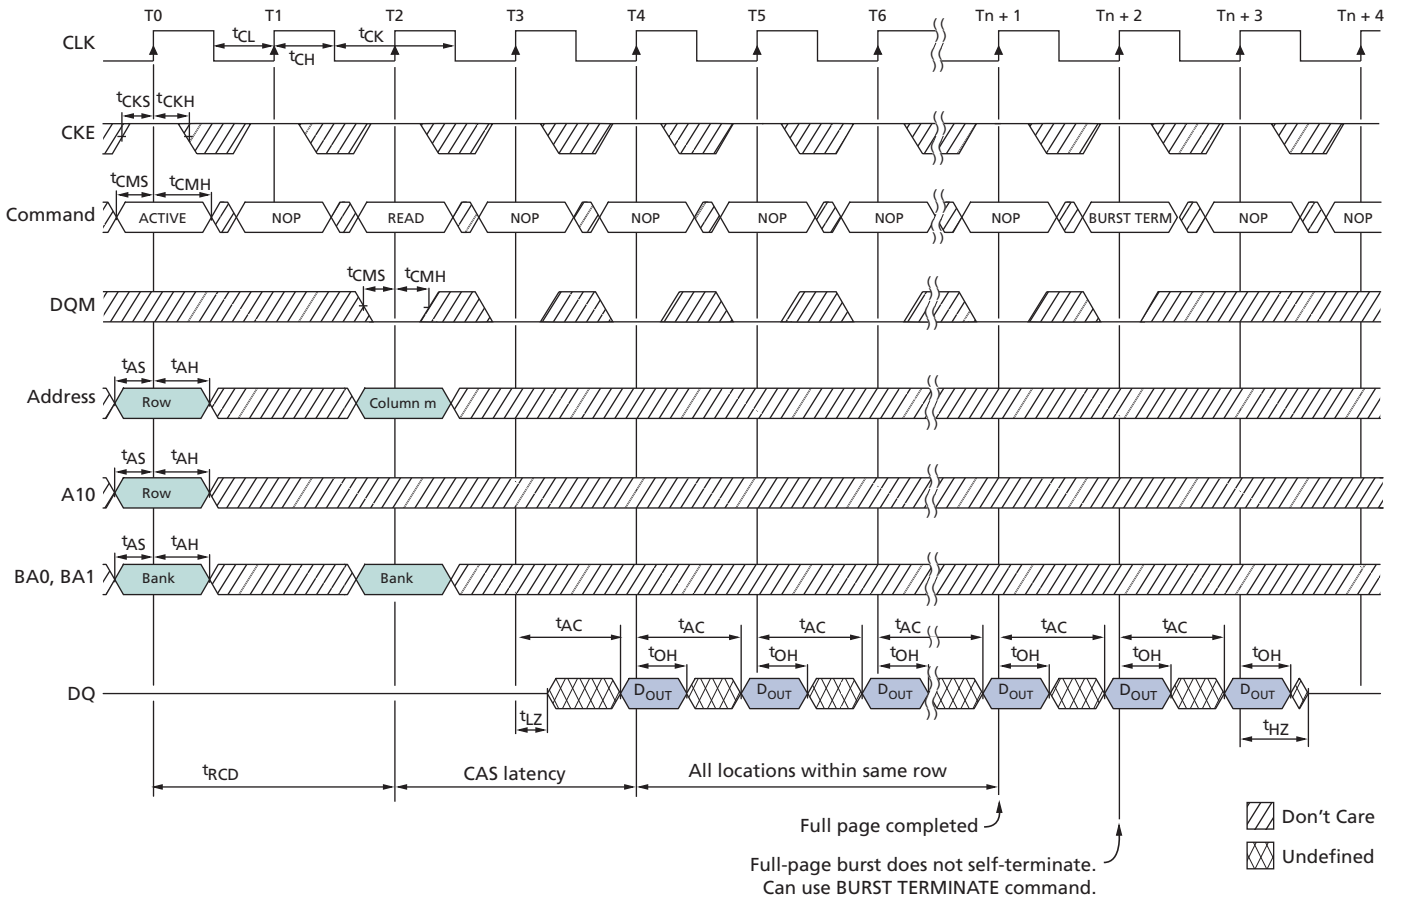 T0 T1 T2 T3 T4 T5 T6 Tn + 1 Tn + 2 Tn + 3 Tn + 4
CLK
tCL tCK
tCH
tCKS tCKH
CKE
tCMS tCMH
Command ACTIVE NOP READ NOP NOP NOP NOP NOP BURST TERM NOP NOP
tCMS tCMH
DQM
tAS tAH
Address Row Column m
tAS tAH
A10 Row
tAS tAH
BA0, BA1 Bank Bank
tAC tAC tAC tAC tAC tAC
tOH tOH tOH tOH tOH tOH
DQ DOUT DOUT DOUT DOUT DOUT DOUT
tLZ tHZ
tRCD CAS latency All locations within same row
Full page completed
Don't Care
Undefined
Full-page burst does not self-terminate.
Can use BURST TERMINATE command.